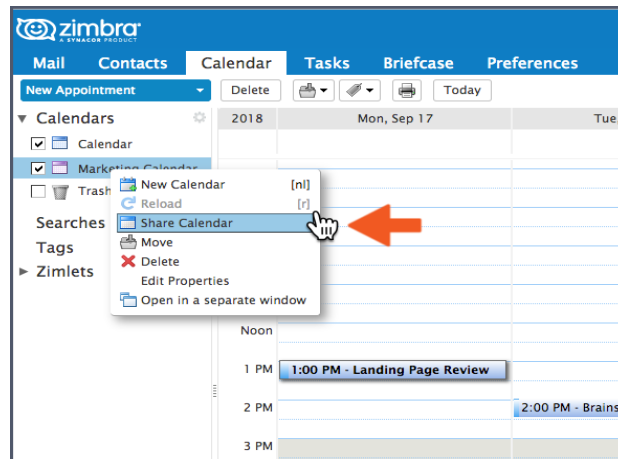 zimbra
A SYNACOR PRODUCT
Mail Contacts Calendar Tasks Briefcase Preferences
New Appointment Delete Today
Calendars 2018 Mon, Sep 17 Tue,
Calendar
Marketing Calendar
Trash
New Calendar [nl]
Reload [r]
Share Calendar
Move
Delete
Edit Properties
Open in a separate window
Searches
Tags
Zimlets
Noon
1 PM 1:00 PM - Landing Page Review
2 PM 2:00 PM - Brains
3 PM